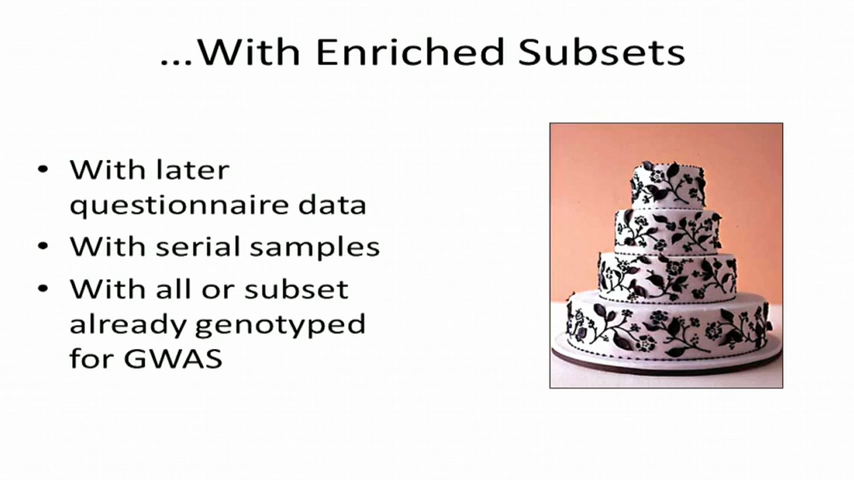 ...With Enriched Subsets
• With later
questionnaire data
• With serial samples
• With all or subset
already genotyped
for GWAS